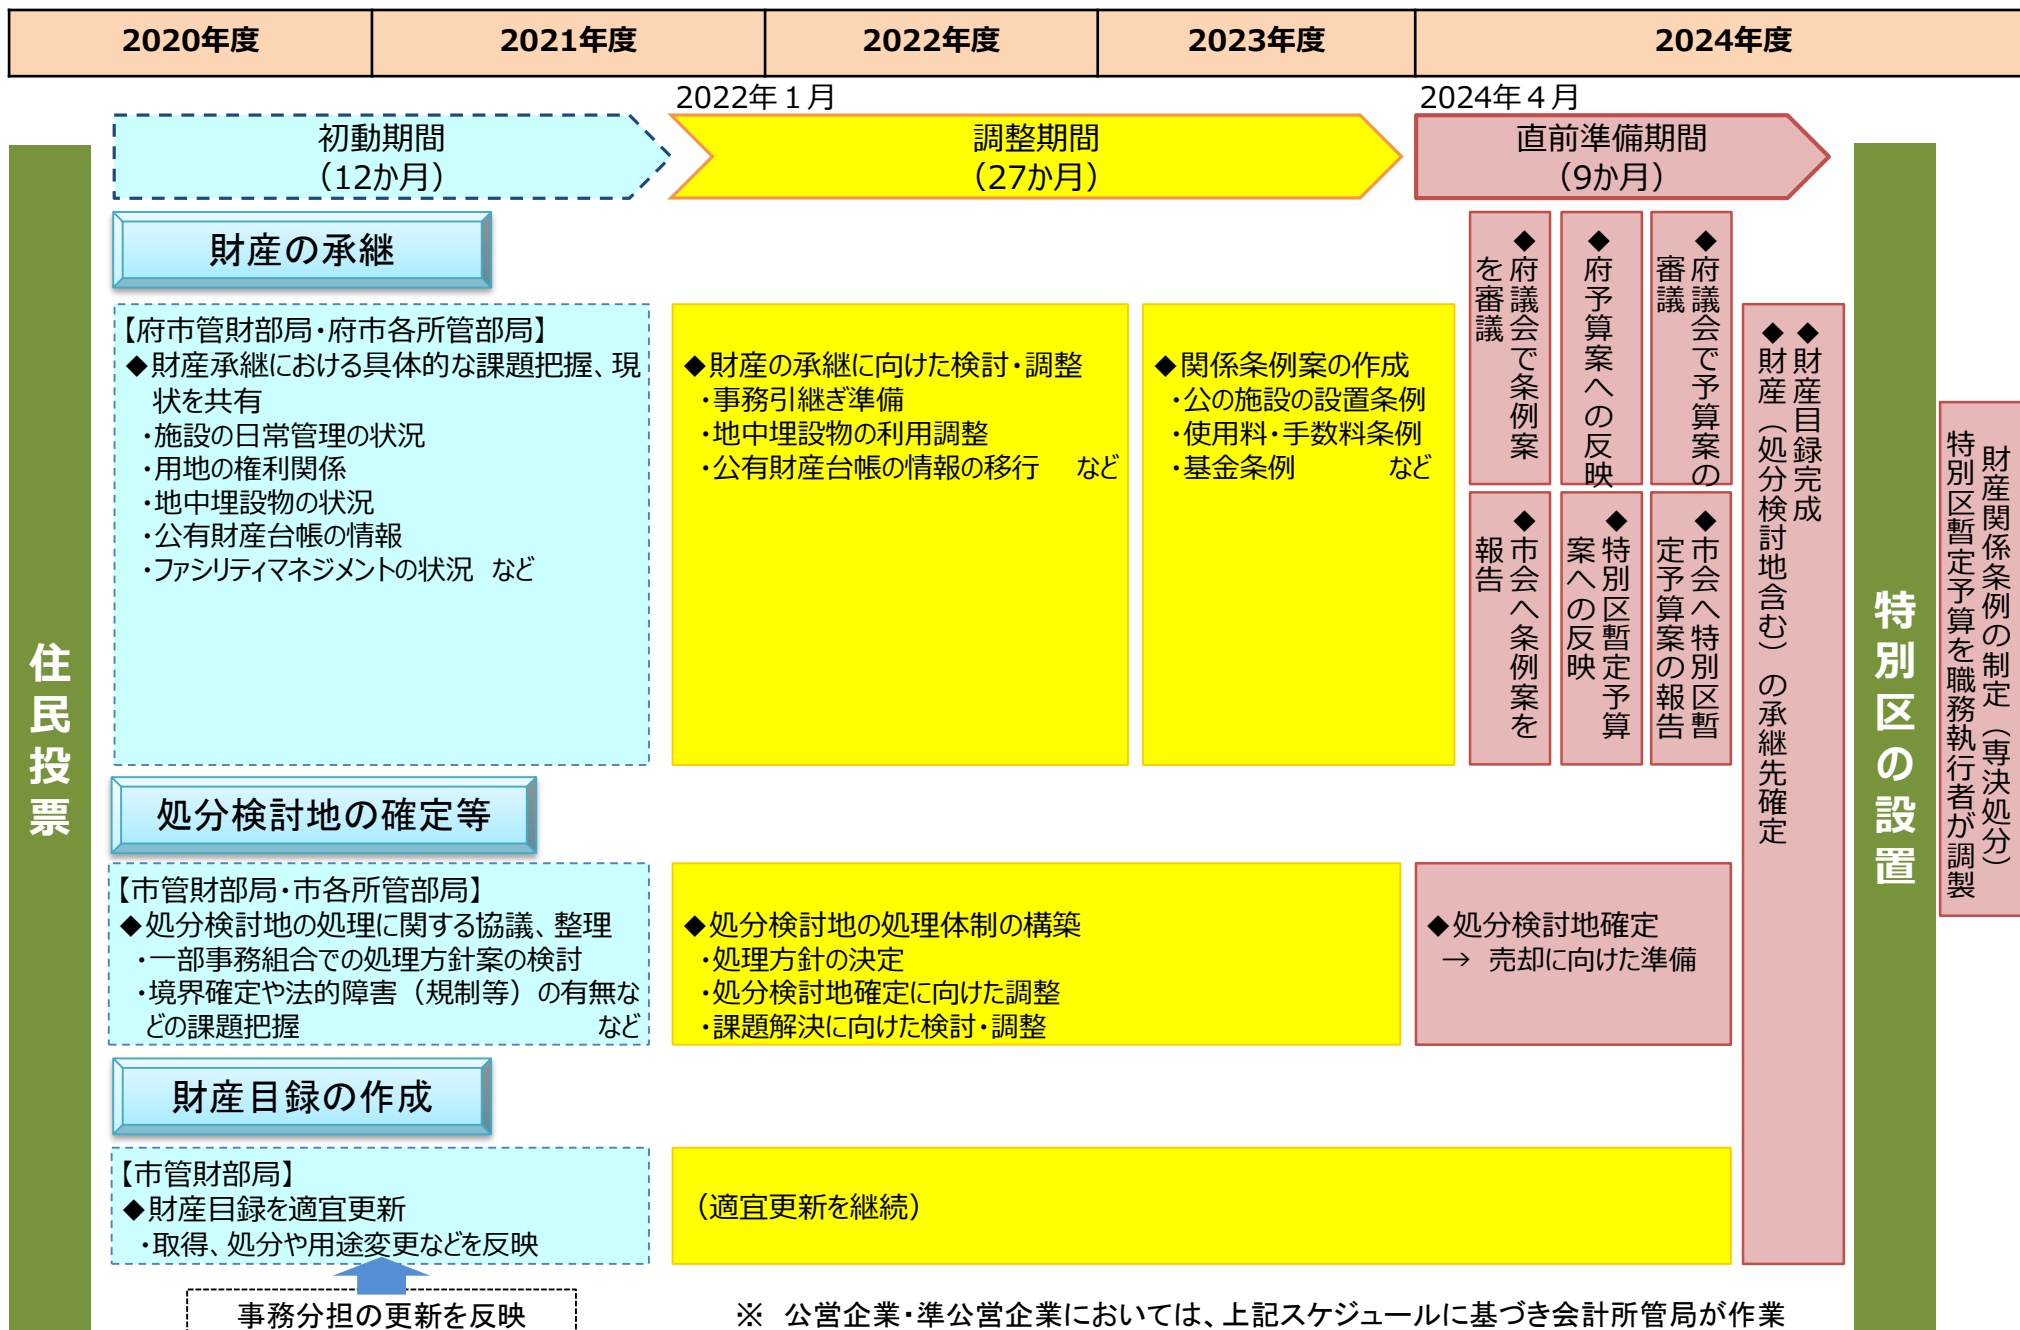 2020年度
2021年度
2022年度
2023年度
2024年度
2022年1月
2024年4月
初動期間
（12か月）
調整期間
（27か月）
直前準備期間
（9か月）
住民投票
財産の承継
【府市管財部局・府市各所管部局】
◆財産承継における具体的な課題把握、現
状を共有
・施設の日常管理の状況
・用地の権利関係
・地中埋設物の状況
・公有財産台帳の情報
・ファシリティマネジメントの状況 など
◆財産の承継に向けた検討・調整
・事務引継ぎ準備
・地中埋設物の利用調整
・公有財産台帳の情報の移行 など
◆関係条例案の作成
・公の施設の設置条例
・使用料・手数料条例
・基金条例 など
◆府議会で条例案
を審議
◆府予算案への反映
◆府議会で予算案の
審議
◆市会へ条例案を
報告
◆特別区暫定予算
案への反映
◆市会へ特別区暫
定予算案の報告
◆財産目録完成
◆財産（処分検討地含む）の承継先確定
処分検討地の確定等
【市管財部局・市各所管部局】
◆処分検討地の処理に関する協議、整理
・一部事務組合での処理方針案の検討
・境界確定や法的障害（規制等）の有無な
どの課題把握 など
◆処分検討地の処理体制の構築
・処理方針の決定
・処分検討地確定に向けた調整
・課題解決に向けた検討・調整
◆処分検討地確定
→ 売却に向けた準備
財産目録の作成
【市管財部局】
◆財産目録を適宜更新
・取得、処分や用途変更などを反映
（適宜更新を継続）
事務分担の更新を反映
※ 公営企業・準公営企業においては、上記スケジュールに基づき会計所管局が作業
特別区の設置
財産関係条例の制定（専決処分）
特別区暫定予算を職務執行者が調製